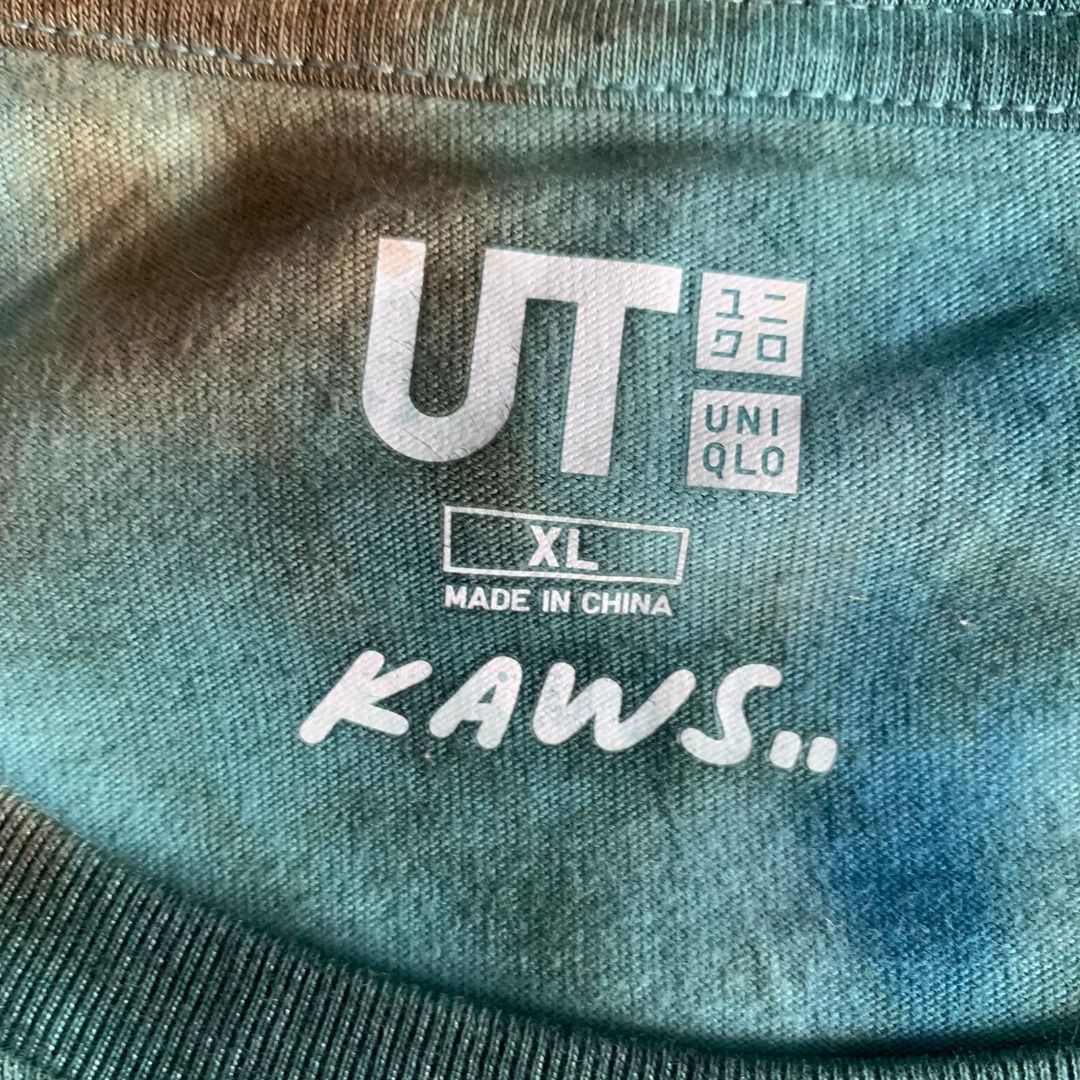 UT
ユニ
クロ
UNI
QLO
XL
MADE IN CHINA
KAWS..